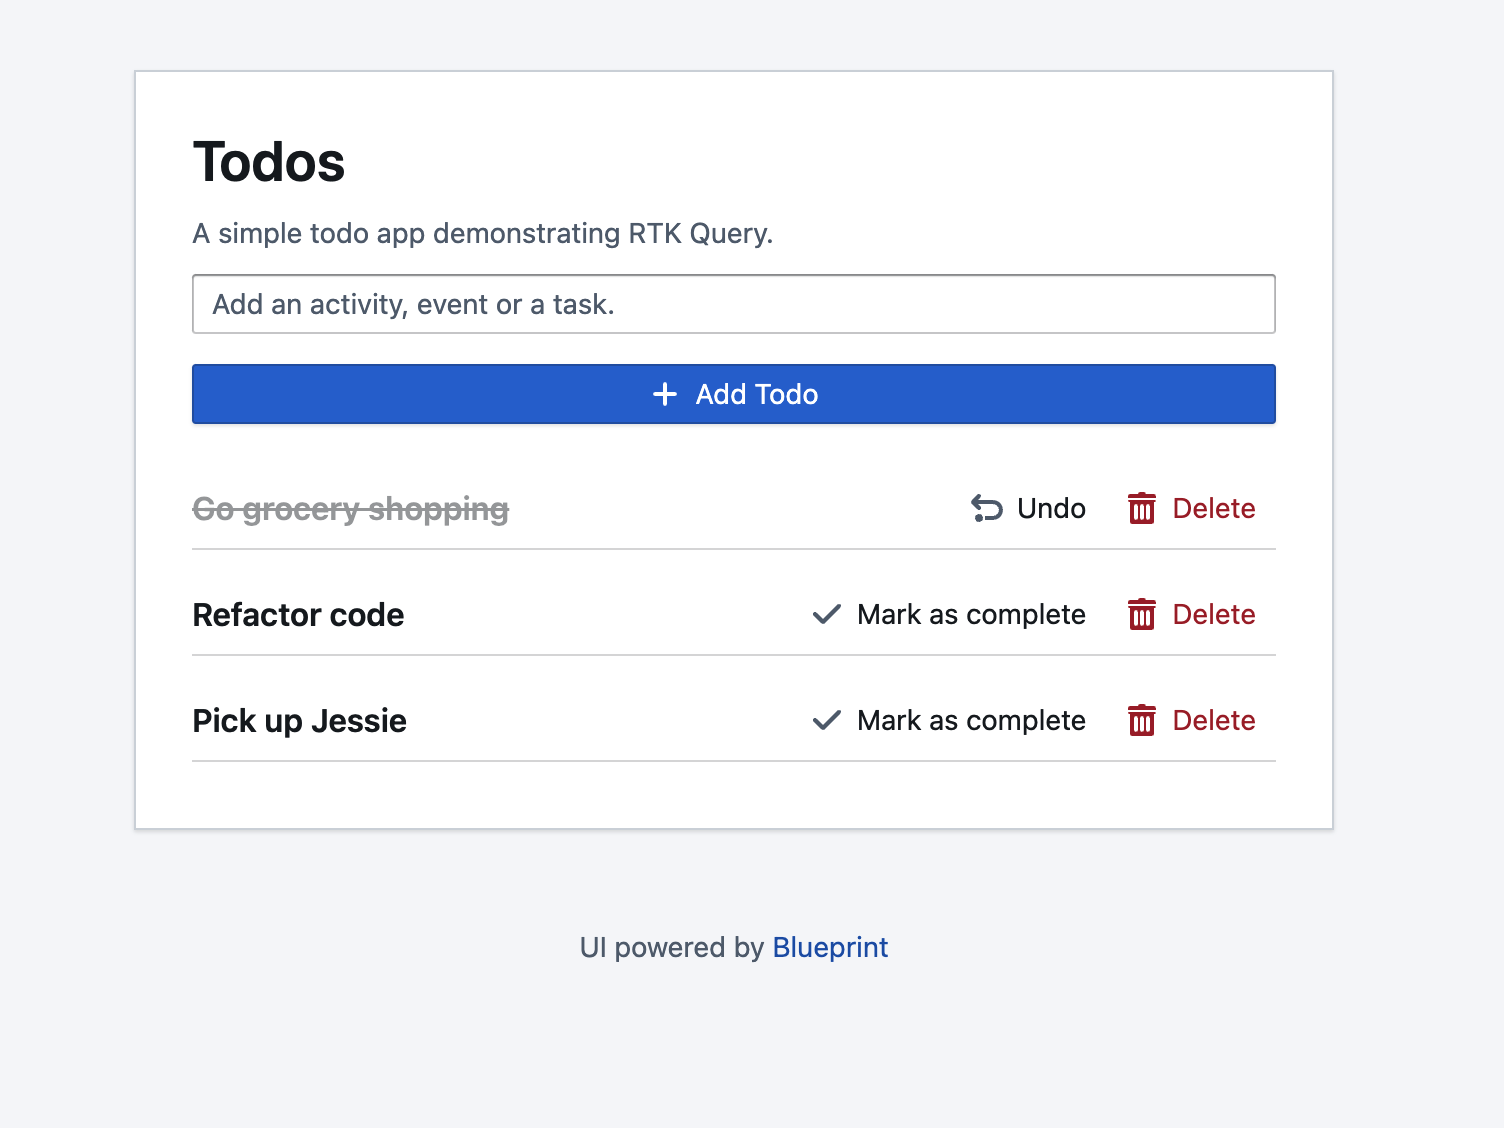 Todos
A simple todo app demonstrating RTK Query.
Add an activity, event or a task.
Add Todo
Go grocery shopping Undo Delete
Refactor code Mark as complete Delete
Pick up Jessie Mark as complete Delete
UI powered by Blueprint